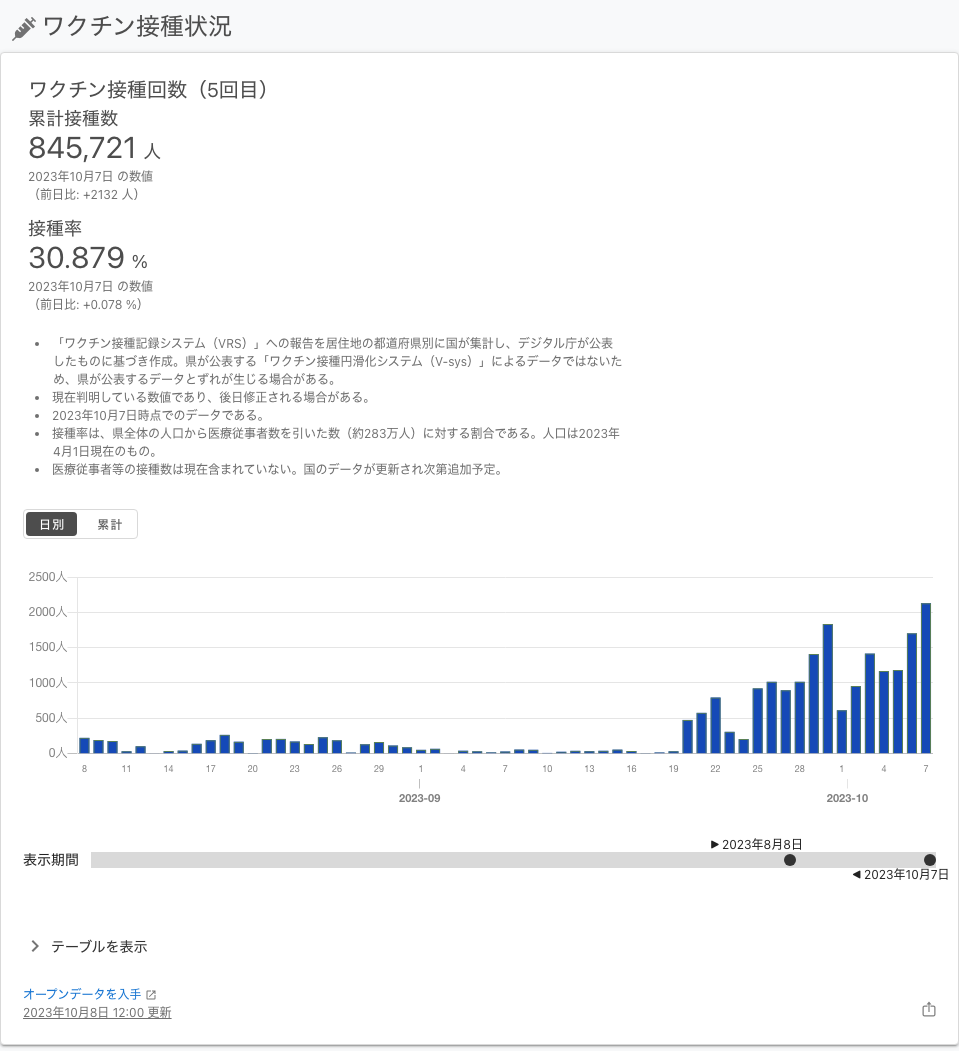 ワクチン接種状況
ワクチン接種回数（5回目）
累計接種数
845,721 人
2023年10月7日 の数値
（前日比: +2132 人）
接種率
30.879 %
2023年10月7日 の数値
（前日比: +0.078 %）
• 「ワクチン接種記録システム（VRS）」への報告を居住地の都道府県別に国が集計し、デジタル庁が公表
したものに基づき作成。県が公表する「ワクチン接種円滑化システム（V-sys）」によるデータではないた
め、県が公表するデータとずれが生じる場合がある。
• 現在判明している数値であり、後日修正される場合がある。
• 2023年10月7日時点でのデータである。
• 接種率は、県全体の人口から医療従事者数を引いた数（約283万人）に対する割合である。人口は2023年
4月1日現在のもの。
• 医療従事者等の接種数は現在含まれていない。国のデータが更新され次第追加予定。
日別 累計
2500人
2000人
1500人
1000人
500人
0人
8 11 14 17 20 23 26 29 1 4 7 10 13 16 19 22 25 28 1 4 7
2023-09 2023-10
▶ 2023年8月8日
表示期間
◀ 2023年10月7日
テーブルを表示
オープンデータを入手
2023年10月8日 12:00 更新